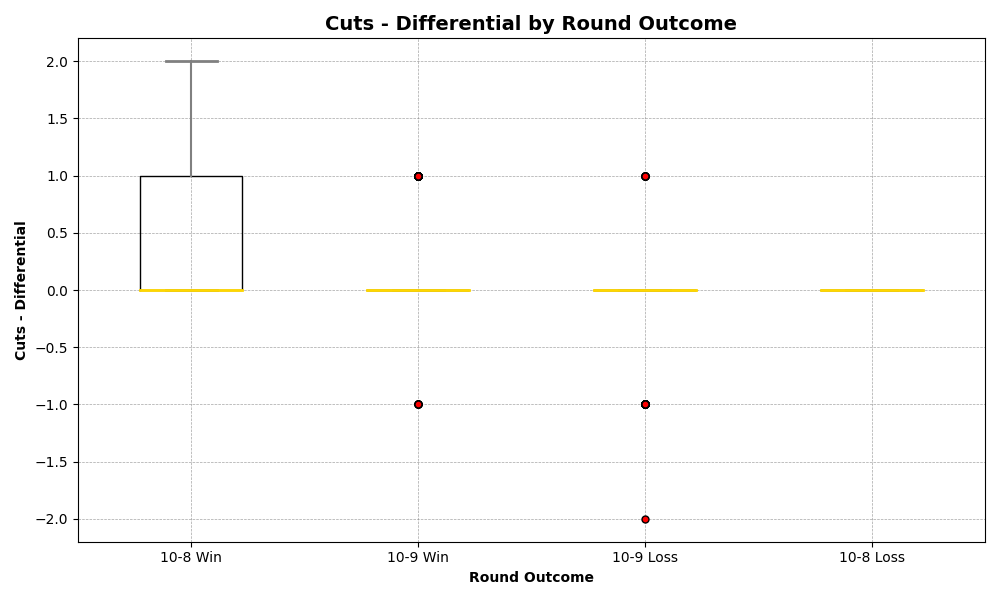 Cuts - Differential by Round Outcome
Cuts - Differential
2.0
1.5
1.0
0.5
0.0
−0.5
−1.0
−1.5
−2.0
10-8 Win
10-9 Win
10-9 Loss
10-8 Loss
Round Outcome